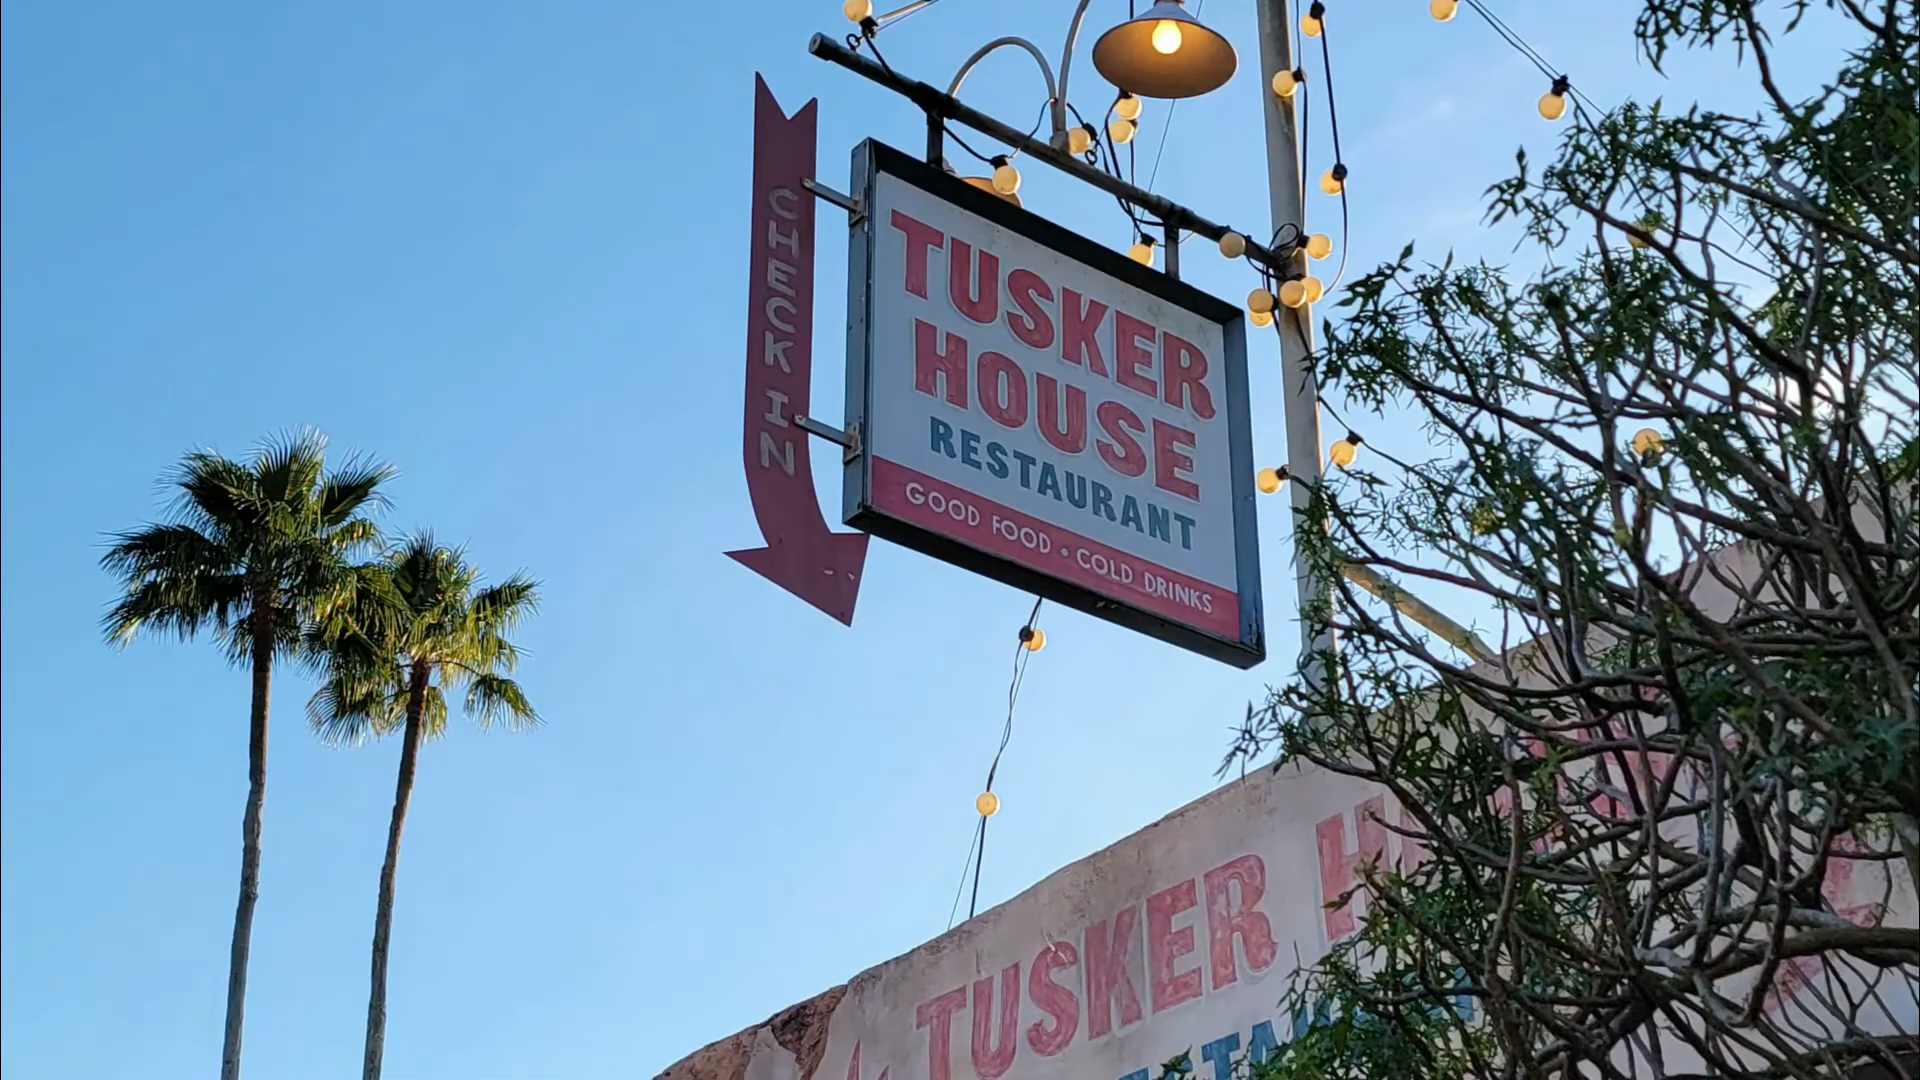 CHECK IN
TUSKER
HOUSE
RESTAURANT
GOOD FOOD • COLD DRINKS
TUSKER